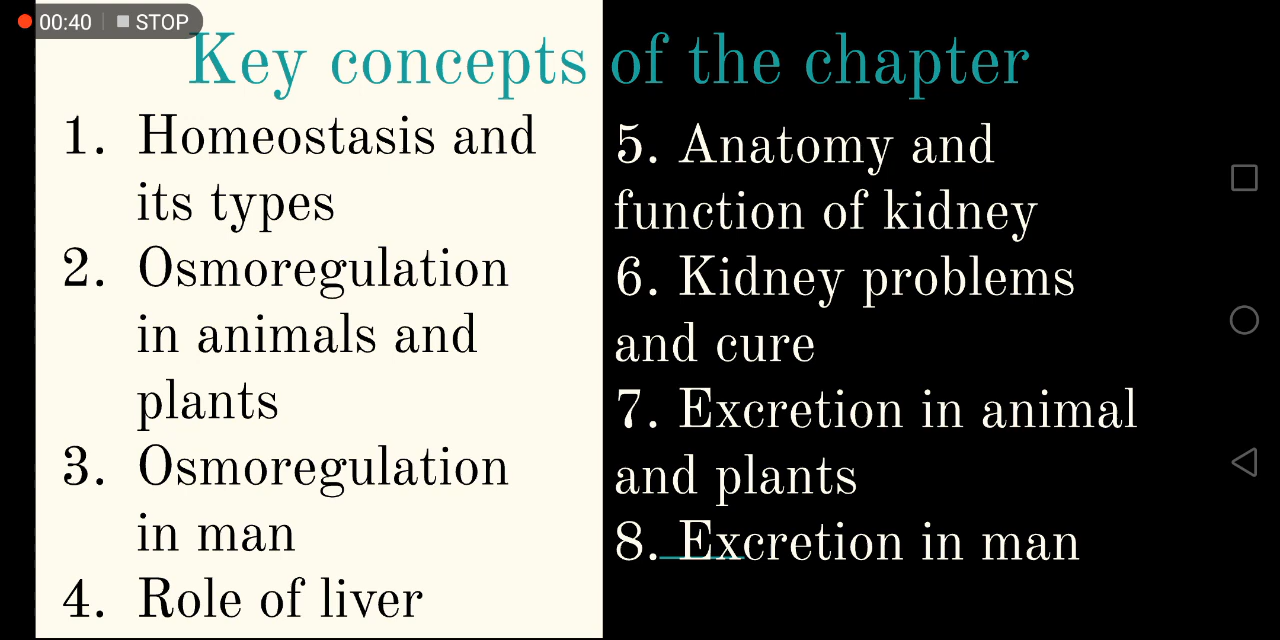 00:40 STOP
Key concepts of the chapter
1. Homeostasis and
its types
2. Osmoregulation
in animals and
plants
3. Osmoregulation
in man
4. Role of liver
5. Anatomy and
function of kidney
6. Kidney problems
and cure
7. Excretion in animal
and plants
8. Excretion in man